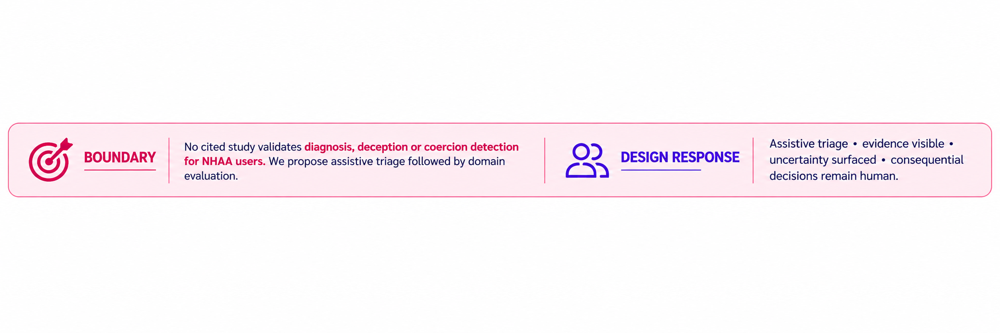 BOUNDARY
No cited study validates diagnosis, deception or coercion detection
for NHAA users. We propose assistive triage followed by domain
evaluation.
DESIGN RESPONSE
Assistive triage • evidence visible •
uncertainty surfaced • consequential
decisions remain human.